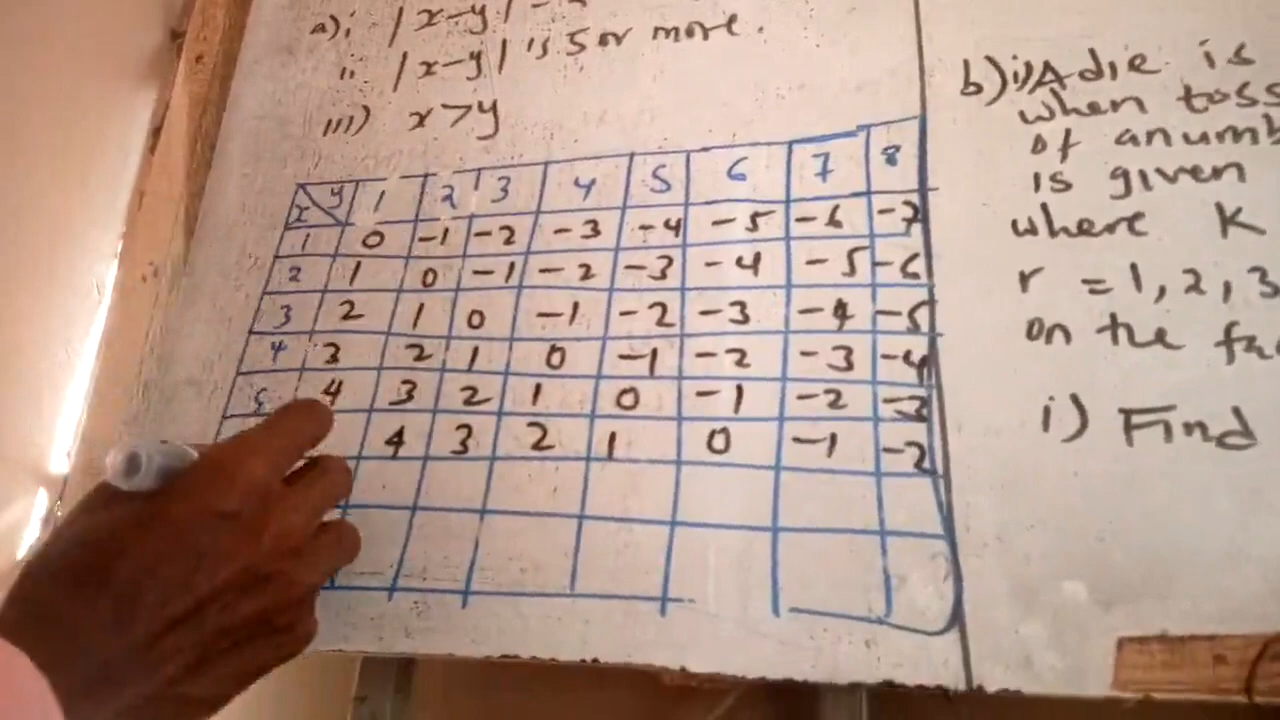 a) i |x-y|
ii |x-y| is 5 or more.
iii) x>y
x y 1 2 3 4 5 6 7 8
1 0 -1 -2 -3 -4 -5 -6 -7
2 1 0 -1 -2 -3 -4 -5 -6
3 2 1 0 -1 -2 -3 -4 -5
4 3 2 1 0 -1 -2 -3 -4
5 4 3 2 1 0 -1 -2 -3
4 3 2 1 0 -1 -2
b) i) A die is
when toss
of a numb
is given
where K
r = 1, 2, 3
on the fa
i) Find